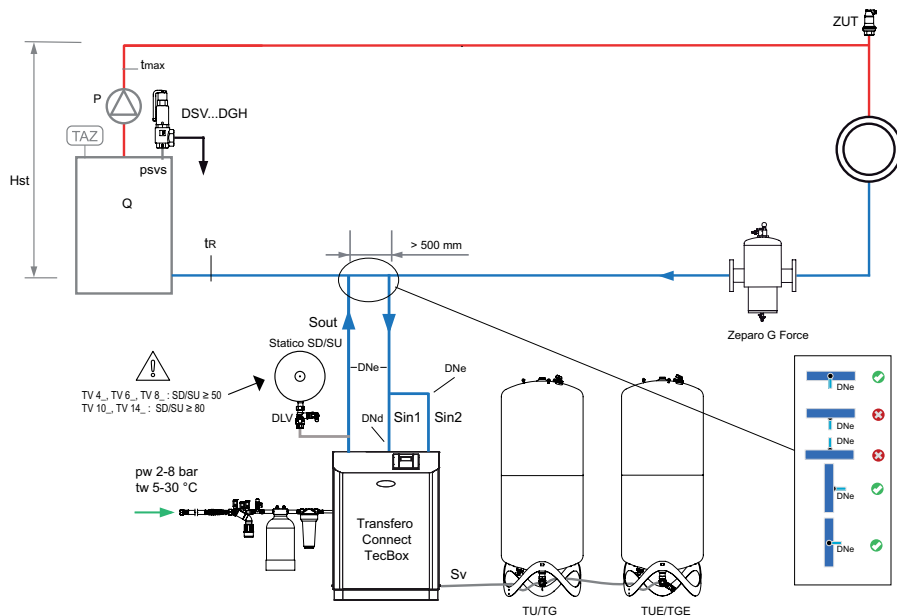 ZUT
tmax
P
DSV...DGH
TAZ
psvs
Hst
Q
> 500 mm
tR
Zeparo G Force
Sout
Statico SD/SU
DNe
DNe
TV 4_, TV 6_, TV 8_ : SD/SU ≥ 50
TV 10_, TV 14_ : SD/SU ≥ 80
DLV
DNd
Sin1
Sin2
pw 2-8 bar
tw 5-30 °C
Transfero
Connect
TecBox
Sv
TU/TG
TUE/TGE
DNe
DNe
DNe
DNe
DNe